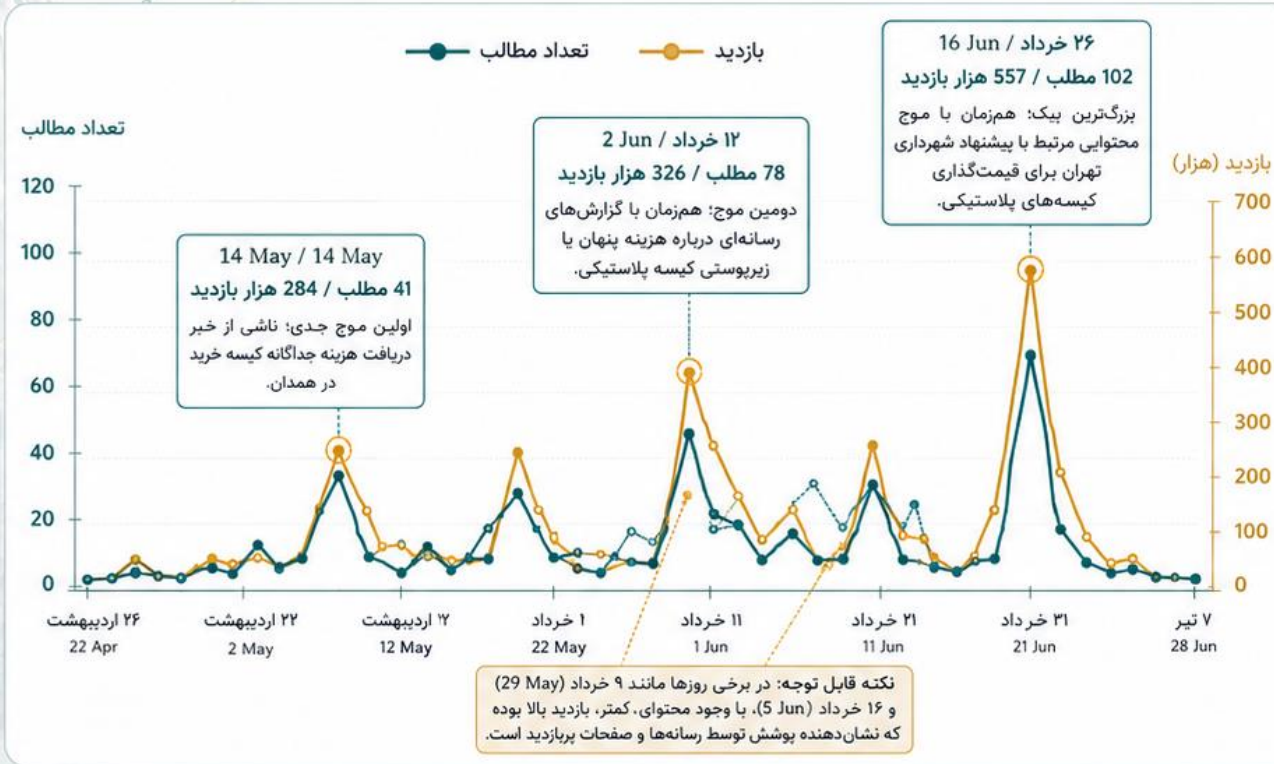 تعداد مطالب
بازدید
تعداد مطالب
بازدید (هزار)
14 May / 14 May
41 مطلب / 284 هزار بازدید
اولین موج جدی؛ ناشی از خبر
دریافت هزینه جداگانه کیسه خرید
در همدان.
۱۲ خرداد / 2 Jun
78 مطلب / 326 هزار بازدید
دومین موج؛ هم‌زمان با گزارش‌های
رسانه‌ای درباره هزینه پنهان یا
زیرپوستی کیسه پلاستیکی.
۲۶ خرداد / 16 Jun
102 مطلب / 557 هزار بازدید
بزرگ‌ترین پیک؛ هم‌زمان با موج
محتوایی مرتبط با پیشنهاد شهرداری
تهران برای قیمت‌گذاری
کیسه‌های پلاستیکی.
120
100
80
60
40
20
0
700
600
500
400
300
200
100
0
۲۶ اردیبهشت
22 Apr
۲۲ اردیبهشت
2 May
اردیبهشت
12 May
۱ خرداد
22 May
۱۱ خرداد
1 Jun
۲۱ خرداد
11 Jun
۳۱ خرداد
21 Jun
۷ تیر
28 Jun
نکته قابل توجه: در برخی روزها مانند ۹ خرداد (29 May)
و ۱۶ خرداد (5 Jun)، با وجود محتوای، کمتر، بازدید بالا بوده
که نشان‌دهنده پوشش توسط رسانه‌ها و صفحات پربازدید است.